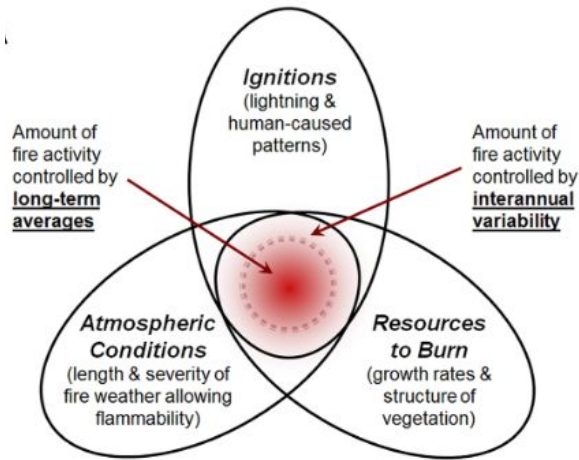 Ignitions
(lightning &
human-caused
patterns)
Amount of
fire activity
controlled by
long-term
averages
Amount of
fire activity
controlled by
interannual
variability
Atmospheric
Conditions
(length & severity of
fire weather allowing
flammability)
Resources
to Burn
(growth rates &
structure of
vegetation)